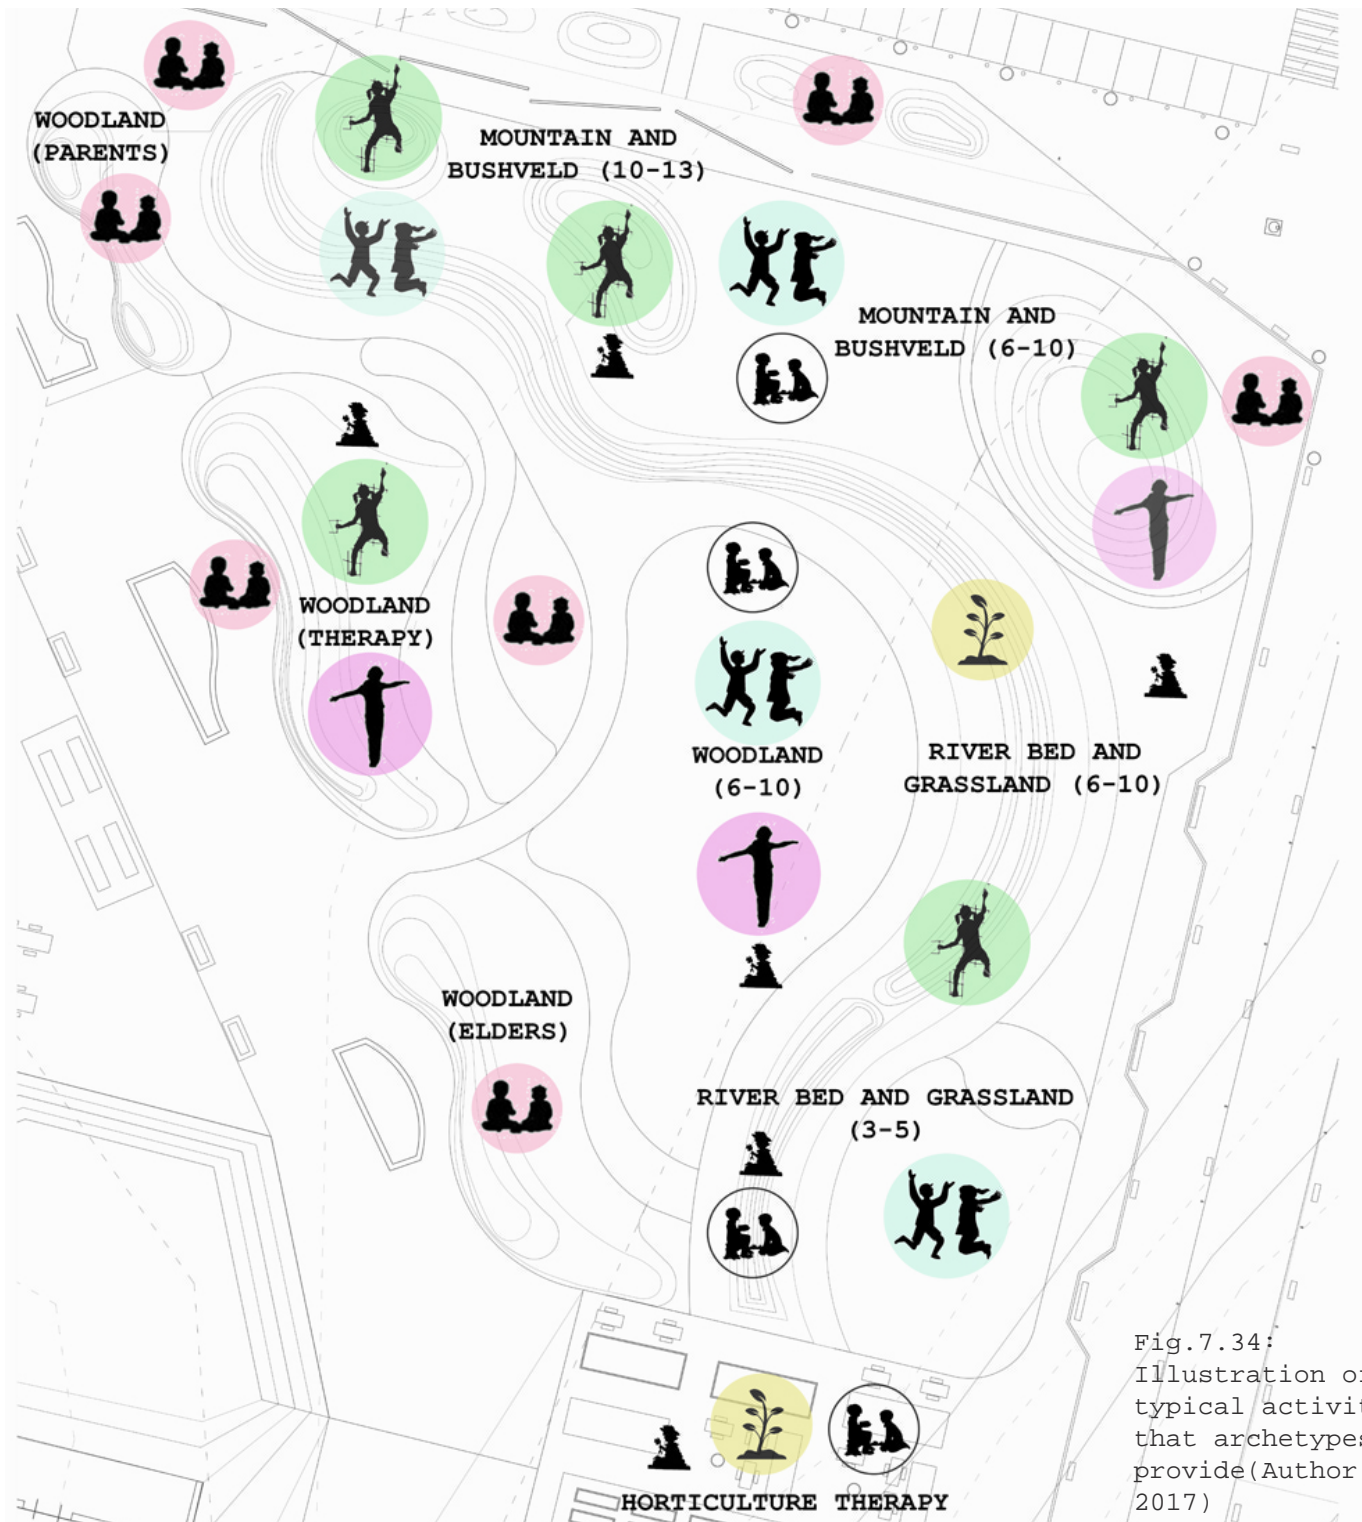 WOODLAND
(PARENTS)
MOUNTAIN AND
BUSHVELD (10-13)
MOUNTAIN AND
BUSHVELD (6-10)
WOODLAND
(THERAPY)
WOODLAND
(6-10)
RIVER BED AND
GRASSLAND (6-10)
WOODLAND
(ELDERS)
RIVER BED AND GRASSLAND
(3-5)
HORTICULTURE THERAPY
Fig.7.34:
Illustration
typical
that archetypes
provide(Author
2017)